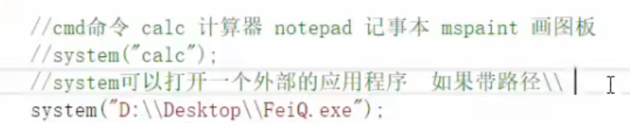 //cmd命令 calc 计算器 notepad 记事本 mspaint 画图板
//system("calc");
//system可以打开一个外部的应用程序 如果带路径\\
system("D:\\Desktop\\FeiQ.exe");